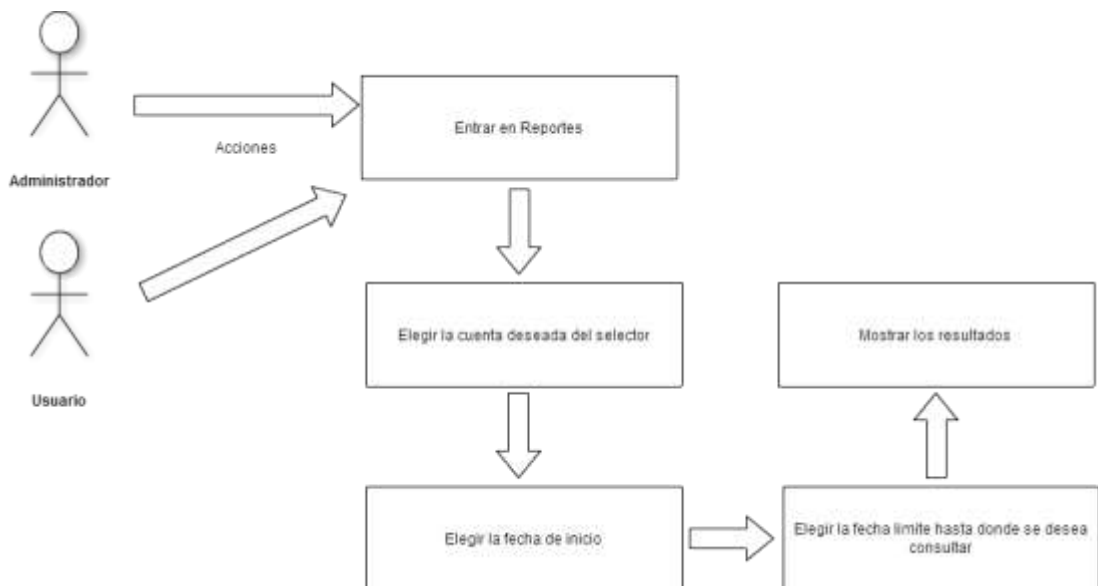 Administrador
Acciones
Entrar en Reportes
Usuario
Elegir la cuenta deseada del selector
Mostrar los resultados
Elegir la fecha de inicio
Elegir la fecha limite hasta donde se desea
consultar